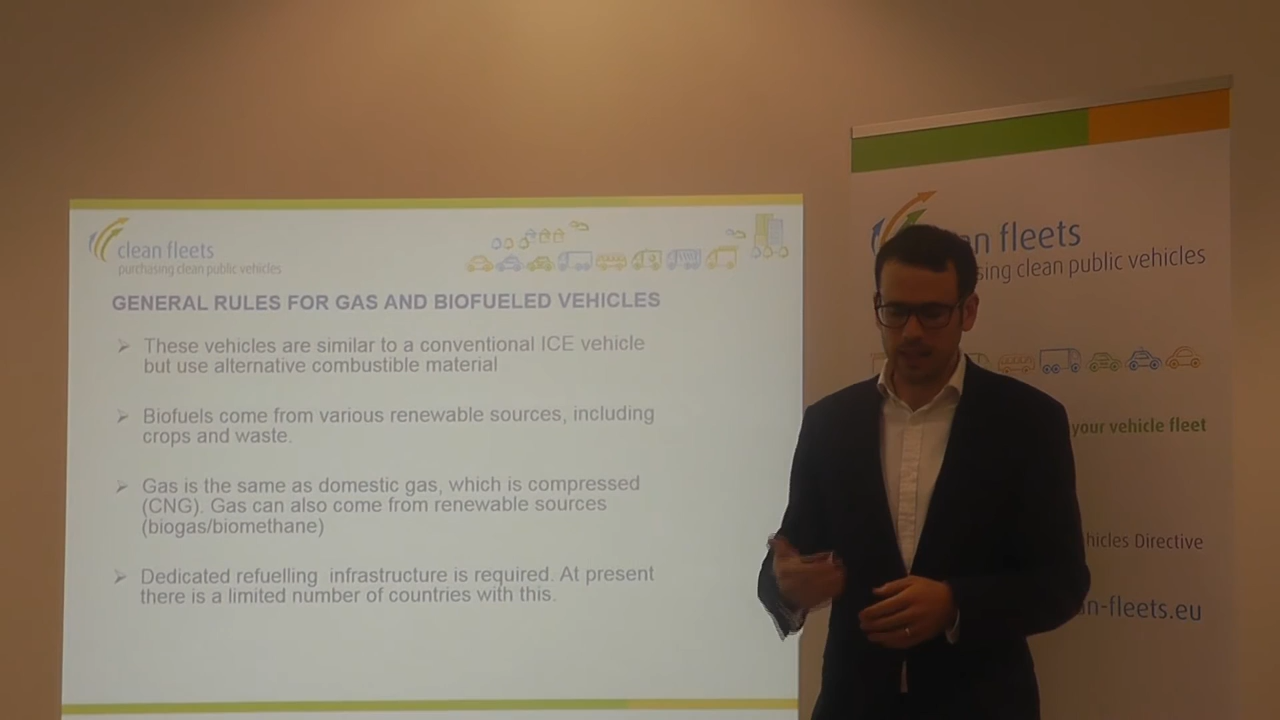 clean fleets
purchasing clean public vehicles
GENERAL RULES FOR GAS AND BIOFUELED VEHICLES
These vehicles are similar to a conventional ICE vehicle
but use alternative combustible material
Biofuels come from various renewable sources, including
crops and waste.
Gas is the same as domestic gas, which is compressed
(CNG). Gas can also come from renewable sources
(biogas/biomethane)
Dedicated refuelling infrastructure is required. At present
there is a limited number of countries with this.
n fleets
sing clean public vehicles
your vehicle fleet
hicles Directive
n-fleets.eu